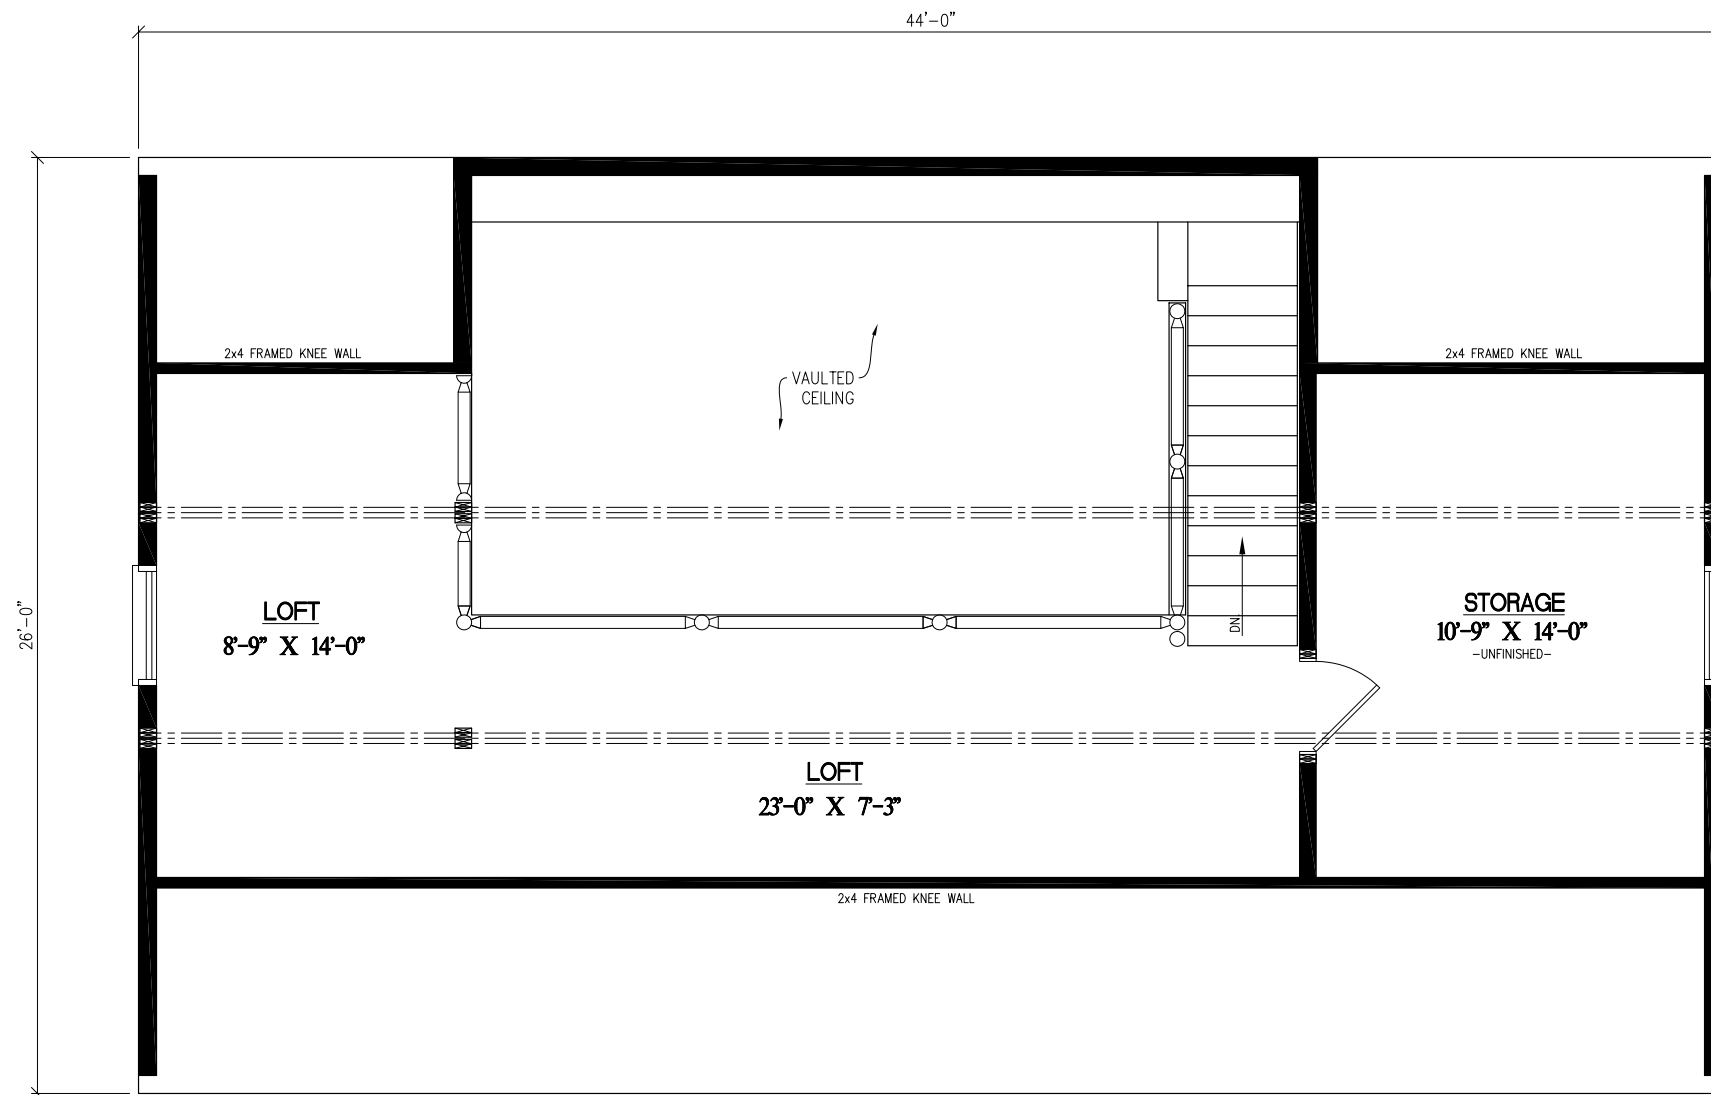 44'-0"
2x4 FRAMED KNEE WALL
2x4 FRAMED KNEE WALL
VAULTED
CEILING
26'-0"
LOFT
8'-9" X 14'-0"
DN.
STORAGE
10'-9" X 14'-0"
-UNFINISHED-
LOFT
23'-0" X 7'-3"
2x4 FRAMED KNEE WALL